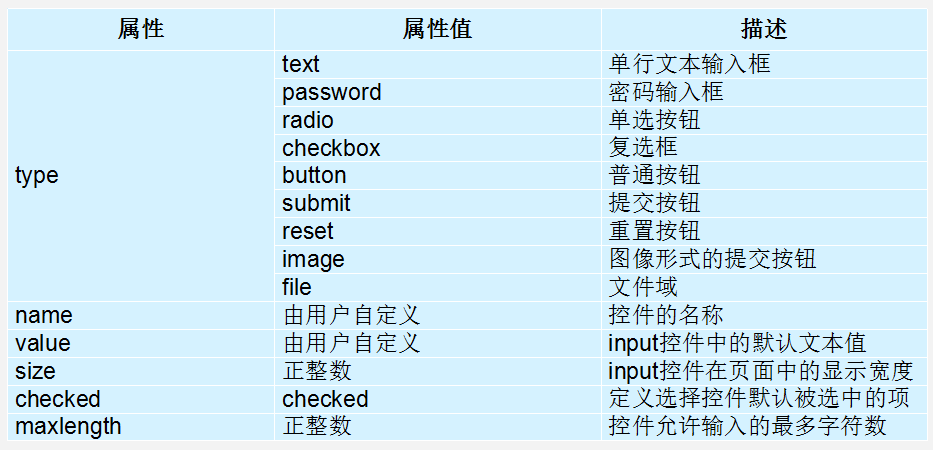 属性 属性值 描述
text 单行文本输入框
password 密码输入框
radio 单选按钮
checkbox 复选框
type button 普通按钮
submit 提交按钮
reset 重置按钮
image 图像形式的提交按钮
file 文件域
name 由用户自定义 控件的名称
value 由用户自定义 input控件中的默认文本值
size 正整数 input控件在页面中的显示宽度
checked checked 定义选择控件默认被选中的项
maxlength 正整数 控件允许输入的最多字符数